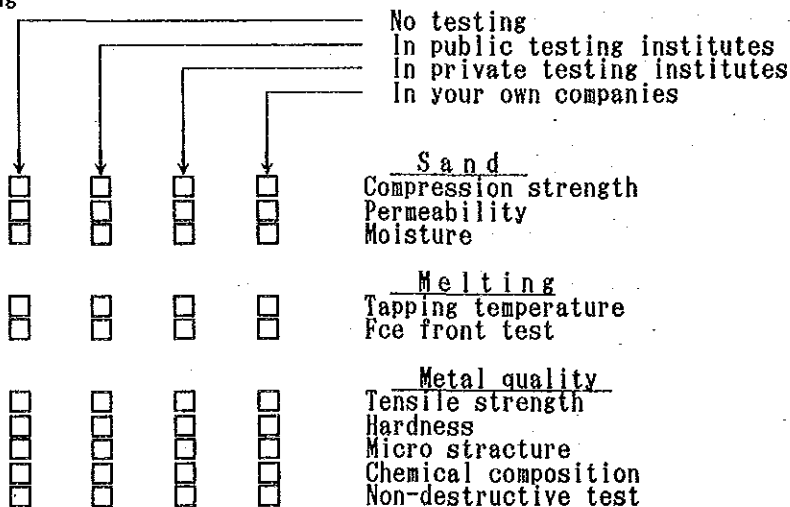 No testing
In public testing institutes
In private testing institutes
In your own companies
Sand
Compression strength
Permeability
Moisture
Melting
Tapping temperature
Fce front test
Metal quality
Tensile strength
Hardness
Micro stracture
Chemical composition
Non-destructive test